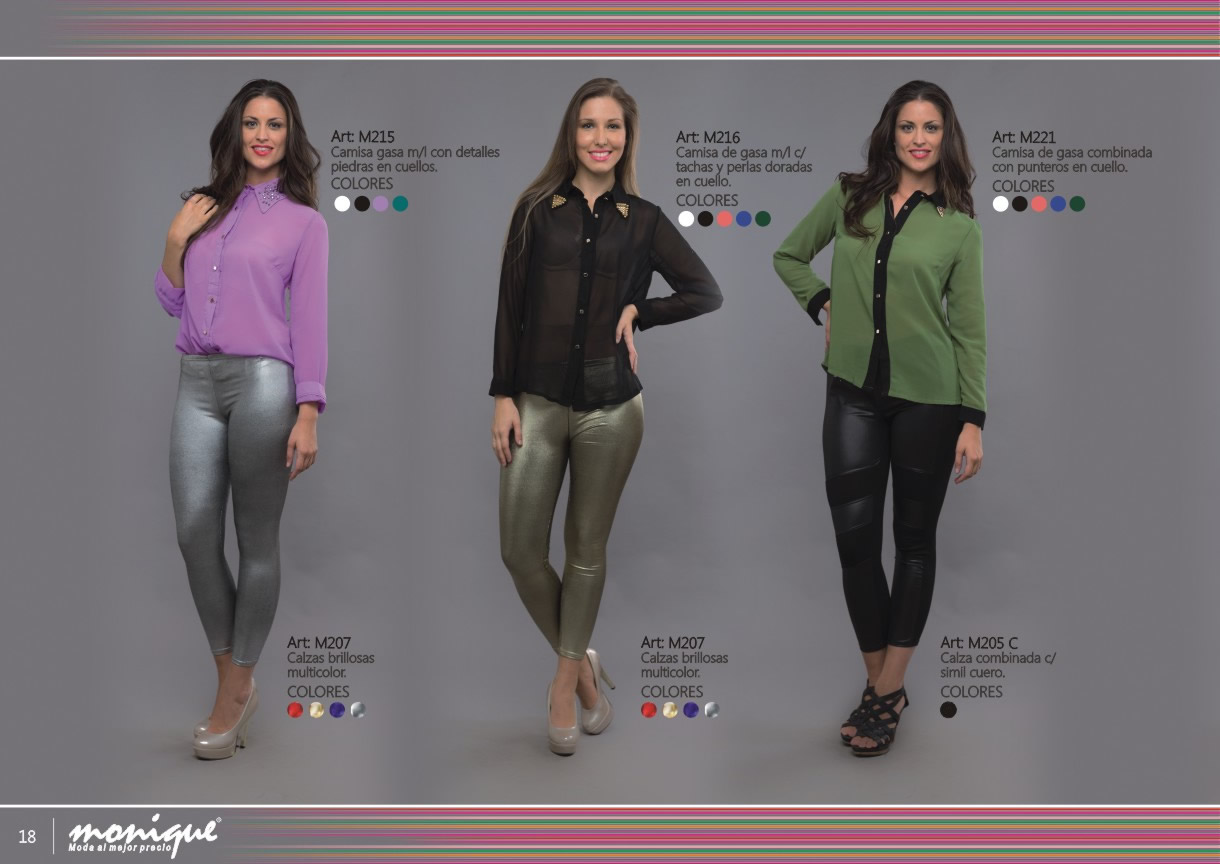 Art: M215
Camisa gasa m/l con detalles
piedras en cuellos.
COLORES
Art: M216
Camisa de gasa m/l c/
tachas y perlas doradas
en cuello.
COLORES
Art: M221
Camisa de gasa combinada
con punteros en cuello.
COLORES
Art: M207
Calzas brillosas
multicolor.
COLORES
Art: M207
Calzas brillosas
multicolor.
COLORES
Art: M205 C
Calza combinada c/
simil cuero.
COLORES
18
monique®
Moda al mejor precio